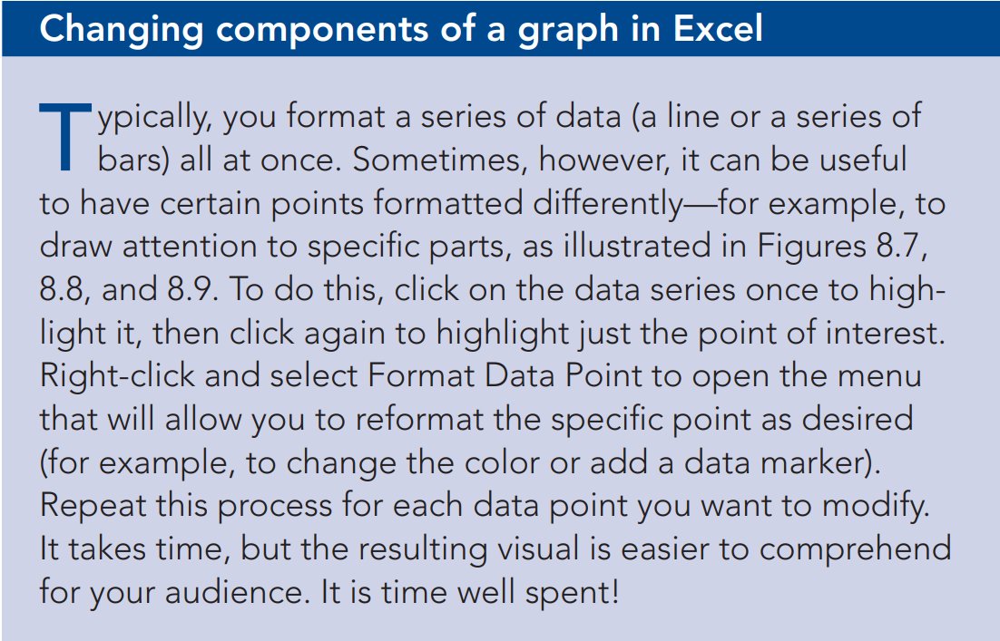 Changing components of a graph in Excel
Typically, you format a series of data (a line or a series of
bars) all at once. Sometimes, however, it can be useful
to have certain points formatted differently—for example, to
draw attention to specific parts, as illustrated in Figures 8.7,
8.8, and 8.9. To do this, click on the data series once to high-
light it, then click again to highlight just the point of interest.
Right-click and select Format Data Point to open the menu
that will allow you to reformat the specific point as desired
(for example, to change the color or add a data marker).
Repeat this process for each data point you want to modify.
It takes time, but the resulting visual is easier to comprehend
for your audience. It is time well spent!